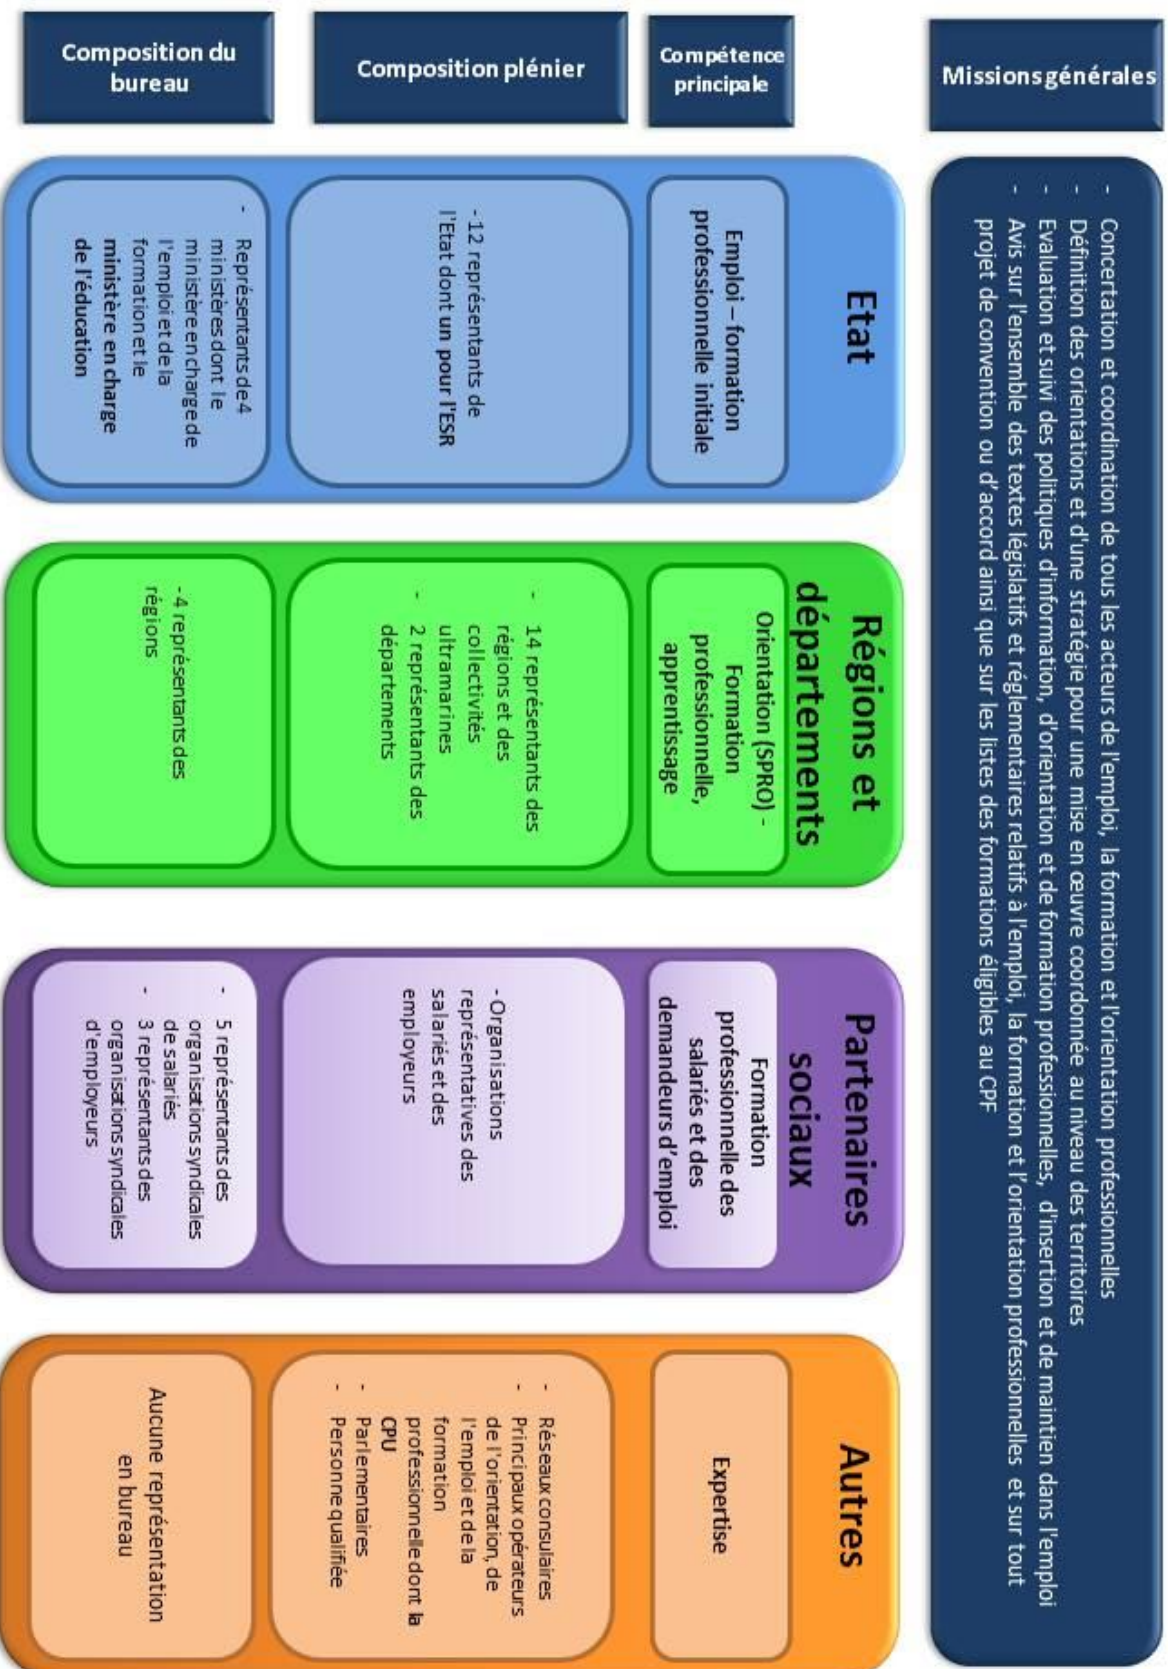 Missions générales
- Concertation et coordination de tous les acteurs de l'emploi, la formation et l'orientation professionnelles
- Définition des orientations et d'une stratégie pour une mise en œuvre coordonnée au niveau des territoires
- Evaluation et suivi des politiques d'information, d'orientation et de formation professionnelles, d'insertion et de maintien dans l'emploi
- Avis sur l'ensemble des textes législatifs et réglementaires relatifs à l'emploi, la formation et l'orientation professionnelles et sur tout
projet de convention ou d'accord ainsi que sur les listes des formations éligibles au CPF
Compétence
principale
Composition plénier
Composition du
bureau
Etat
Emploi – formation
professionnelle initiale
- 12 représentants de
l'Etat dont un pour l'ESR
- Représentants de 4
ministères dont le
ministère en charge de
l'emploi et de la
formation et le
ministère en charge
de l'éducation
Régions et
départements
Orientation (SPRO) -
Formation
professionnelle,
apprentissage
- 14 représentants des
régions et des
collectivités
ultramarines
- 2 représentants des
départements
- 4 représentants des
régions
Partenaires
sociaux
Formation
professionnelle des
salariés et des
demandeurs d'emploi
- Organisations
représentatives des
salariés et des
employeurs
- 5 représentants des
organisations syndicales
de salariés
- 3 représentants des
organisations syndicales
d'employeurs
Autres
Expertise
- Réseaux consulaires
- Principaux opérateurs
de l'orientation, de
l'emploi et de la
formation
professionnelle dont la
CPU
- Parlementaires
- Personne qualifiée
Aucune représentation
en bureau